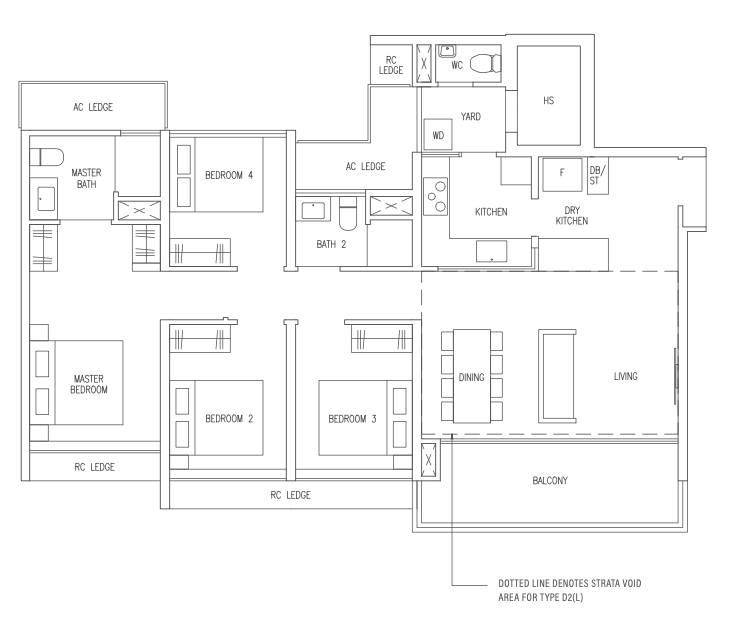 RC
LEDGE
WC
HS
AC LEDGE
YARD
WD
MASTER
BATH
BEDROOM 4
AC LEDGE
F
DB/
ST
KITCHEN
DRY
KITCHEN
BATH 2
MASTER
BEDROOM
DINING
LIVING
BEDROOM 2
BEDROOM 3
RC LEDGE
RC LEDGE
BALCONY
DOTTED LINE DENOTES STRATA VOID
AREA FOR TYPE D2(L)